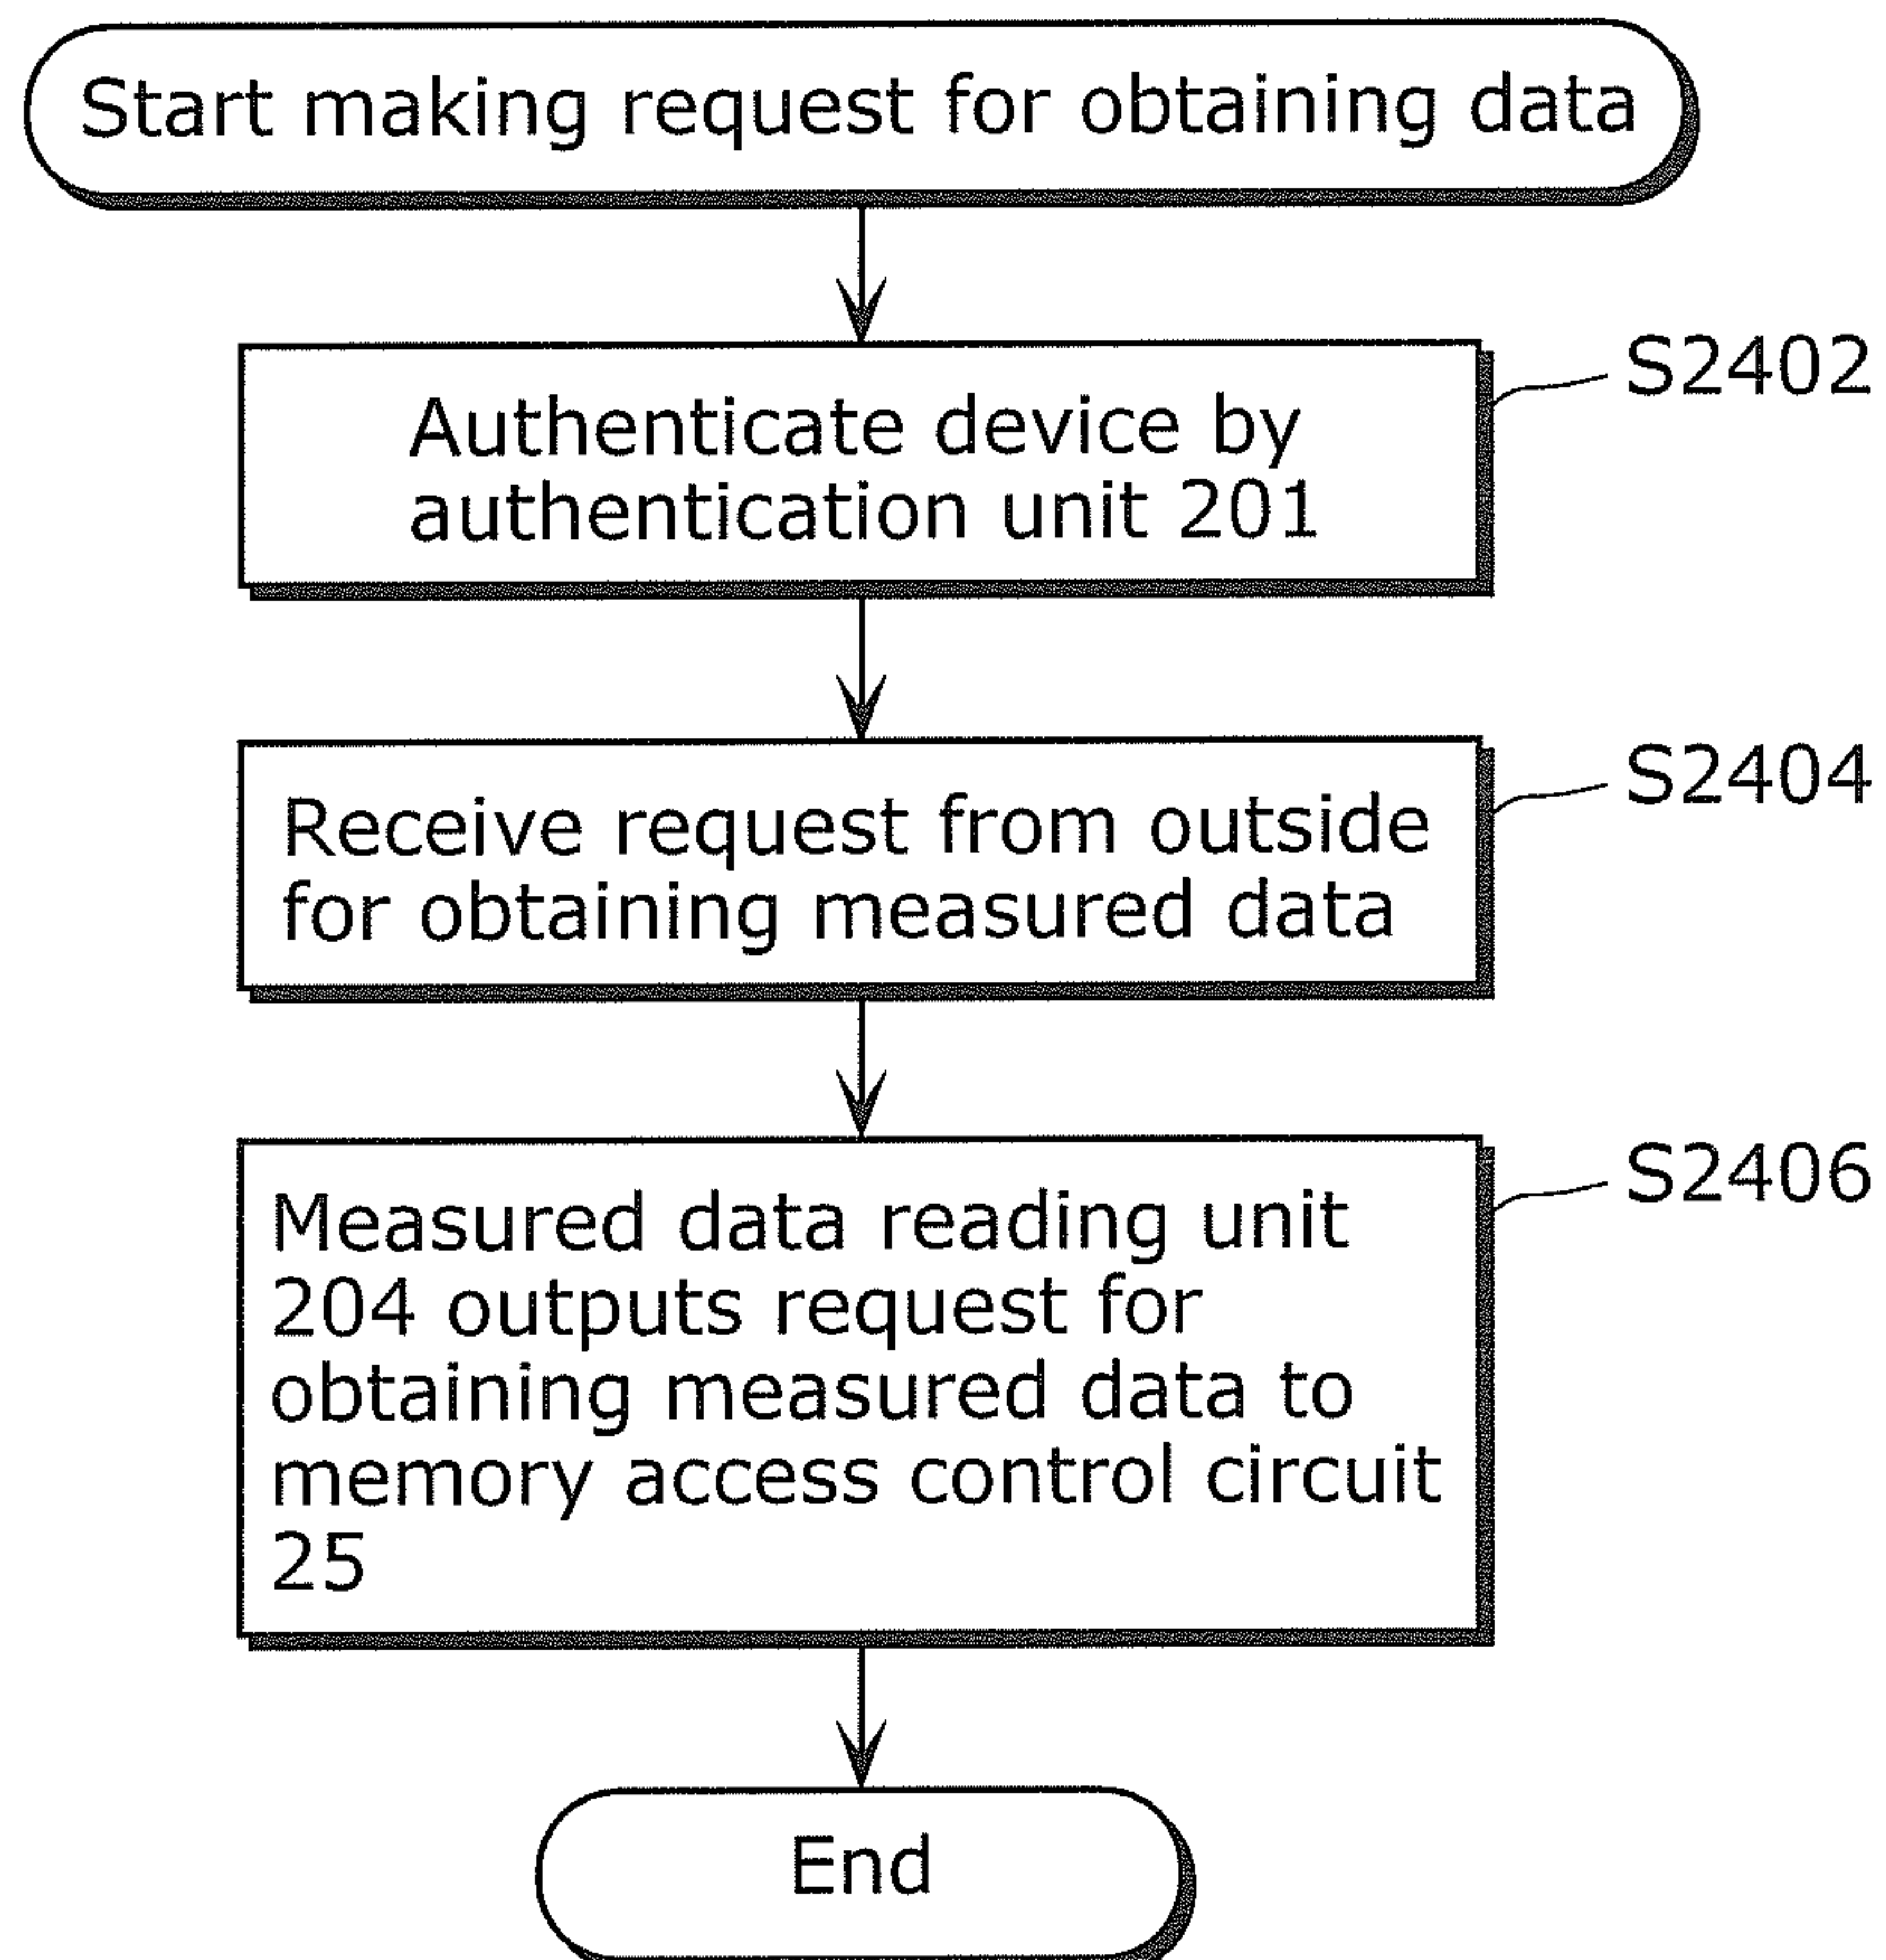 Start making request for obtaining data
S2402
Authenticate device by
authentication unit 201
S2404
Receive request from outside
for obtaining measured data
S2406
Measured data reading unit
204 outputs request for
obtaining measured data to
memory access control circuit
25
End